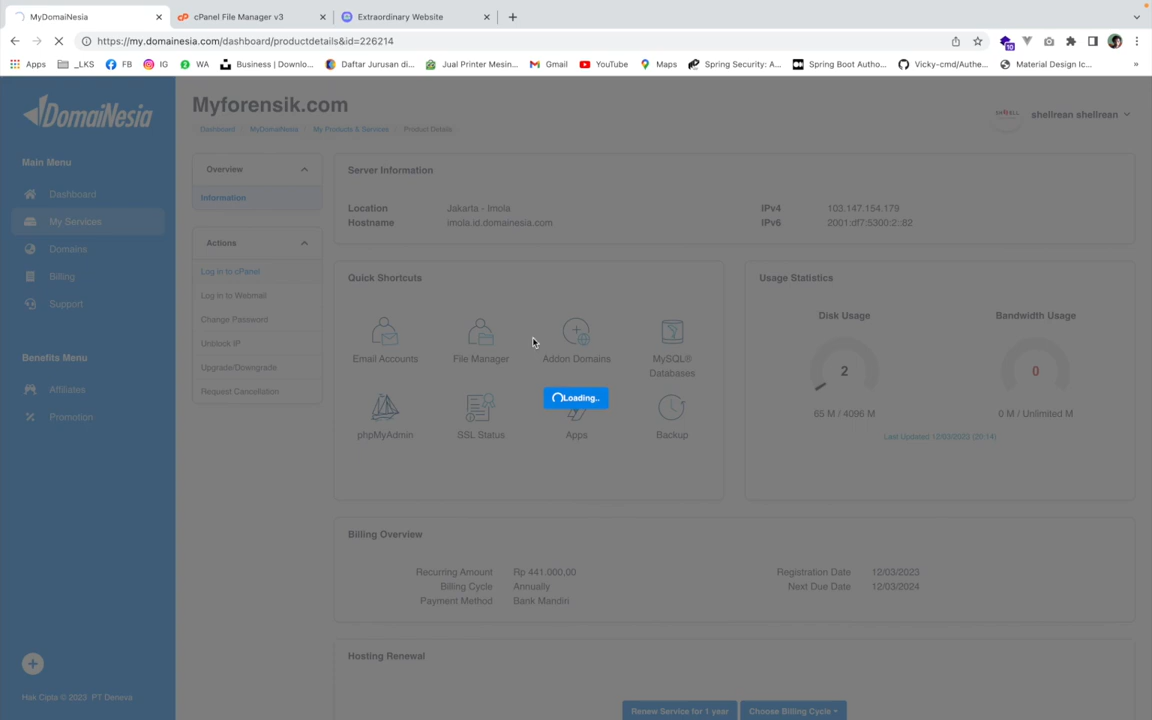 MyDomaiNesia
cPanel File Manager v3
Extraordinary Website
https://my.domainesia.com/dashboard/productdetails&id=226214
10
Apps
_LKS
FB
IG
WA
Business | Downlo...
Daftar Jurusan di...
Jual Printer Mesin...
Gmail
YouTube
Maps
Spring Security: A...
Spring Boot Autho...
Vicky-cmd/Authe...
Material Design Ic...
»
DomaiNesia
Main Menu
Dashboard
My Services
Domains
Billing
Support
Benefits Menu
Affiliates
Promotion
Hak Cipta © 2023 PT Deneva
Myforensik.com
Dashboard
MyDomaiNesia
My Products & Services
Product Details
shellrean shellrean
Overview
Information
Actions
Log in to cPanel
Log in to Webmail
Change Password
Unblock IP
Upgrade/Downgrade
Request Cancellation
Server Information
Location Jakarta - Imola IPv4 103.147.154.179
Hostname imola.id.domainesia.com IPv6 2001:df7:5300:2::82
Quick Shortcuts
Email Accounts
File Manager
Addon Domains
MySQL® Databases
phpMyAdmin
SSL Status
Apps
Backup
Loading..
Usage Statistics
Disk Usage
2
65 M / 4096 M
Bandwidth Usage
0
0 M / Unlimited M
Last Updated 12/03/2023 (20:14)
Billing Overview
Recurring Amount Rp 441.000,00 Registration Date 12/03/2023
Billing Cycle Annually Next Due Date 12/03/2024
Payment Method Bank Mandiri
Hosting Renewal
Renew Service for 1 year
Choose Billing Cycle